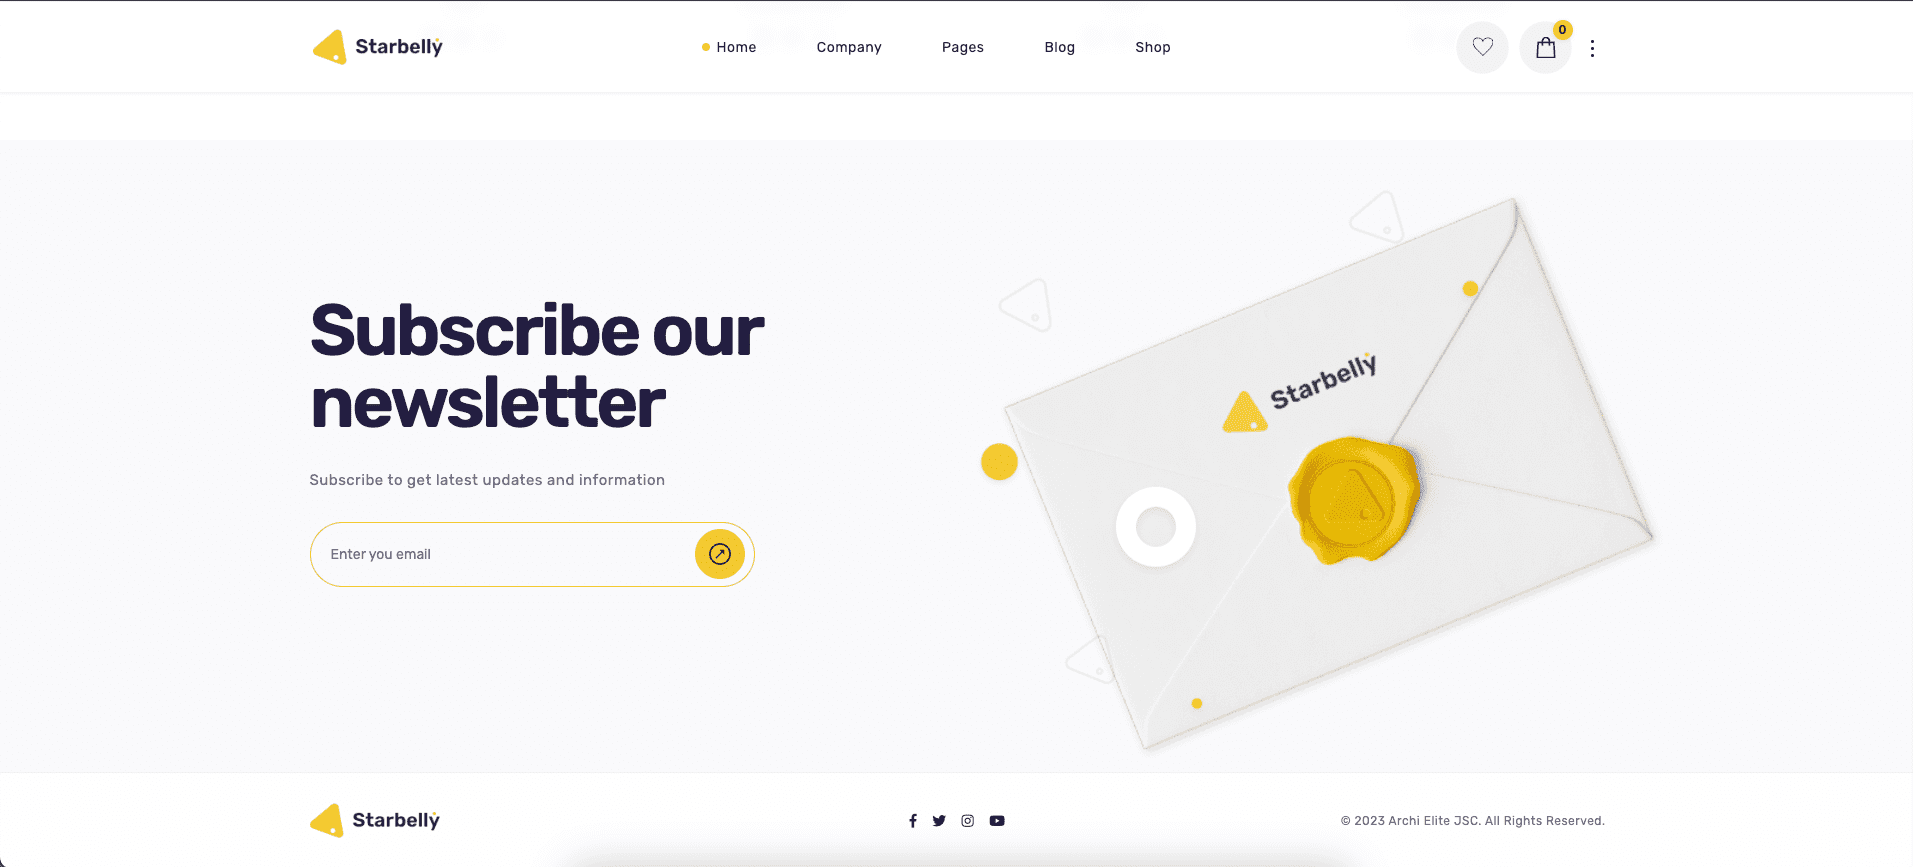 Starbelly
Home
Company
Pages
Blog
Shop
0
Subscribe our
newsletter
Subscribe to get latest updates and information
Enter you email
Starbelly
Starbelly
© 2023 Archi Elite JSC. All Rights Reserved.